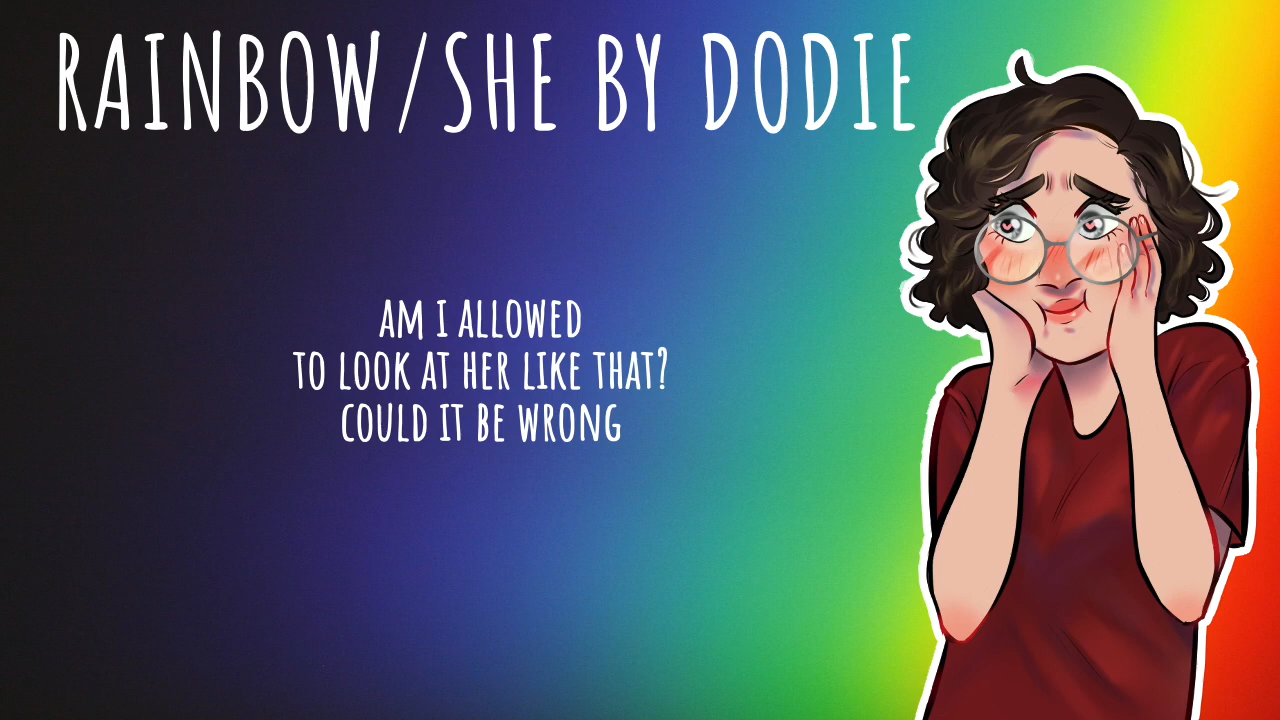 RAINBOW/SHE BY DODIE
AM I ALLOWED
TO LOOK AT HER LIKE THAT?
COULD IT BE WRONG